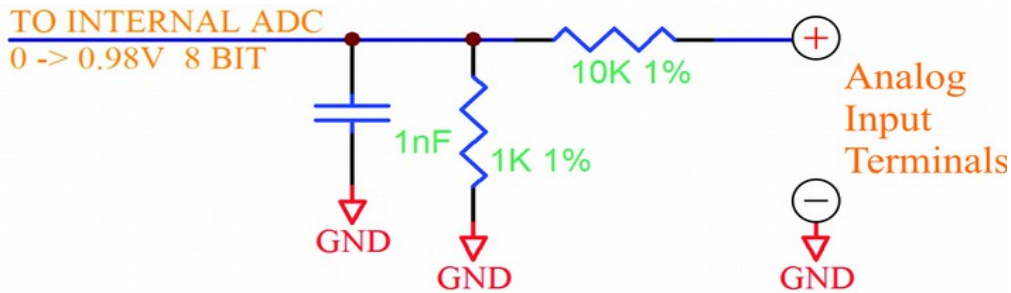 TO INTERNAL ADC
0 -> 0.98V 8 BIT
10K 1%
+
Analog
Input
Terminals
1nF
1K 1%
−
GND
GND
GND